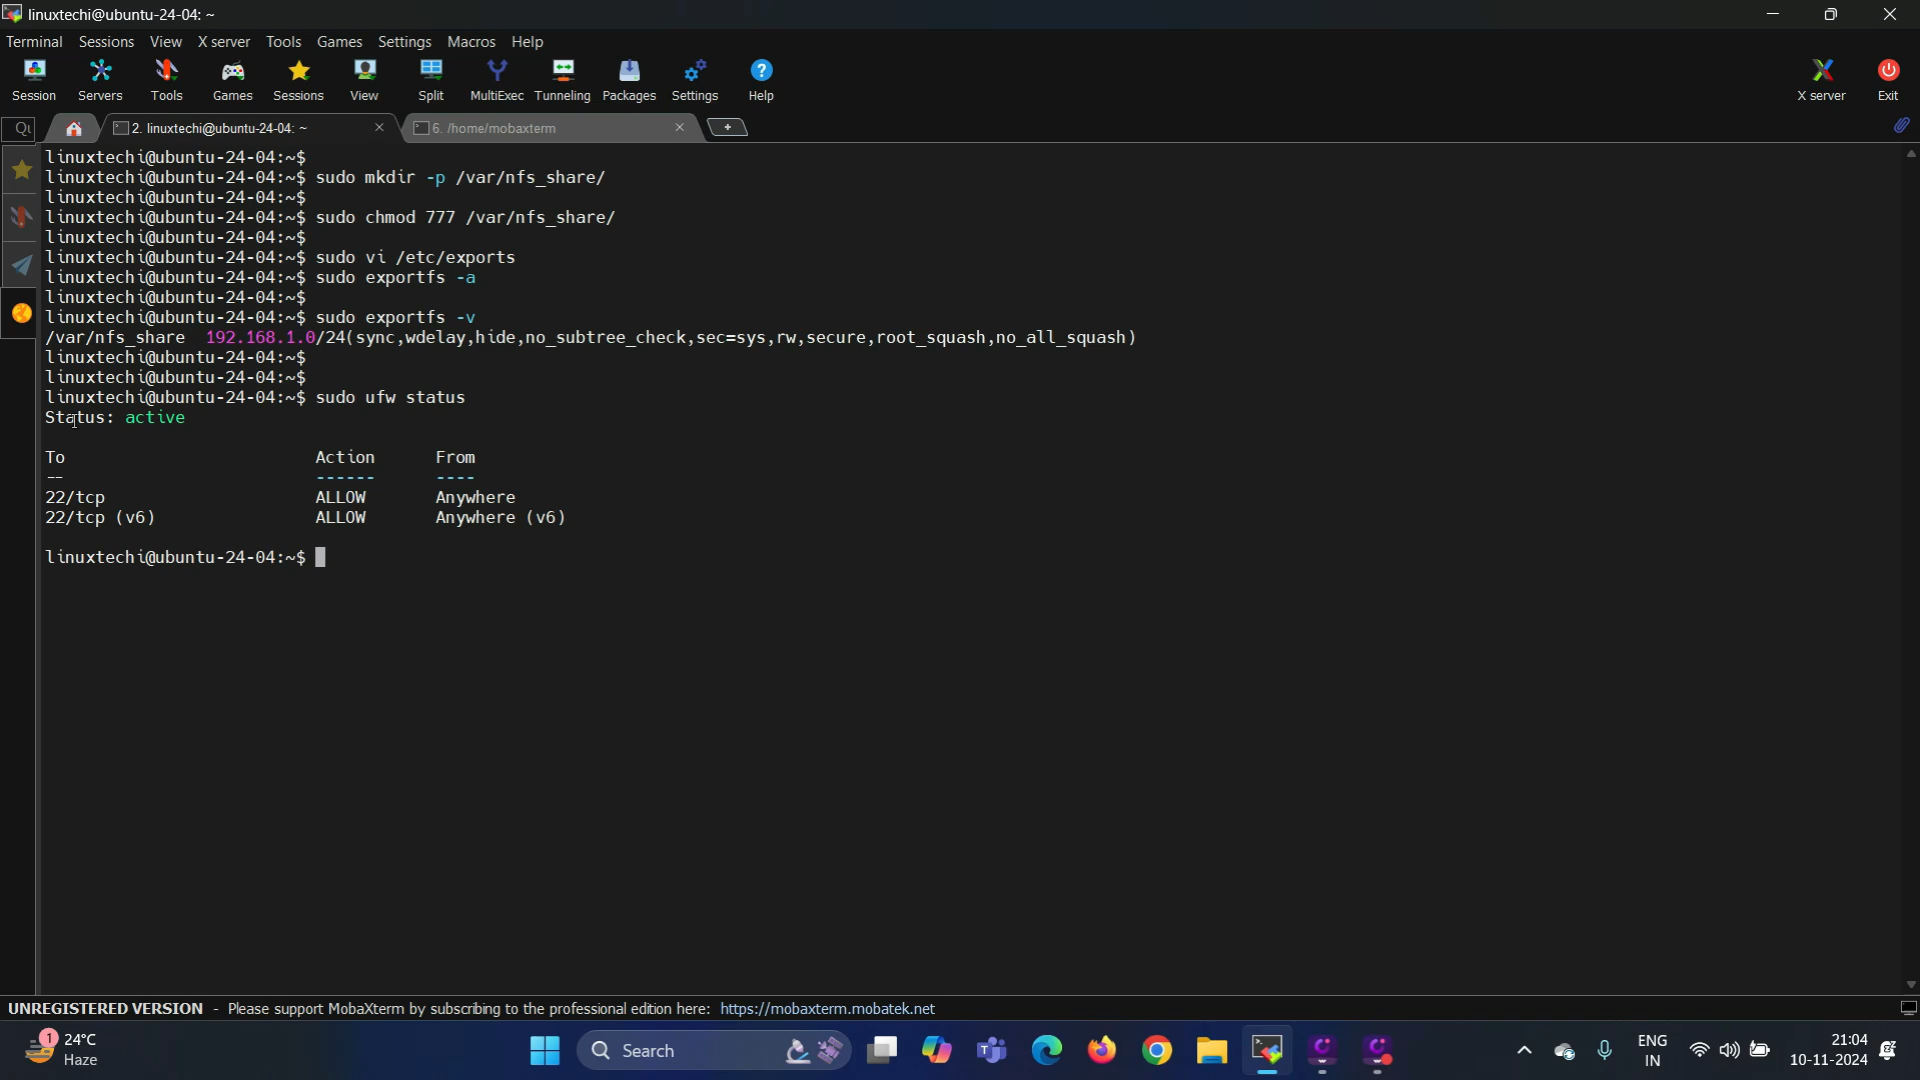 linuxtechi@ubuntu-24-04: ~
Terminal Sessions View X server Tools Games Settings Macros Help
Session Servers Tools Games Sessions View Split MultiExec Tunneling Packages Settings Help X server Exit
2. linuxtechi@ubuntu-24-04: ~ 6. /home/mobaxterm
linuxtechi@ubuntu-24-04:~$
linuxtechi@ubuntu-24-04:~$ sudo mkdir -p /var/nfs_share/
linuxtechi@ubuntu-24-04:~$
linuxtechi@ubuntu-24-04:~$ sudo chmod 777 /var/nfs_share/
linuxtechi@ubuntu-24-04:~$
linuxtechi@ubuntu-24-04:~$ sudo vi /etc/exports
linuxtechi@ubuntu-24-04:~$ sudo exportfs -a
linuxtechi@ubuntu-24-04:~$
linuxtechi@ubuntu-24-04:~$ sudo exportfs -v
/var/nfs_share 192.168.1.0/24(sync,wdelay,hide,no_subtree_check,sec=sys,rw,secure,root_squash,no_all_squash)
linuxtechi@ubuntu-24-04:~$
linuxtechi@ubuntu-24-04:~$
linuxtechi@ubuntu-24-04:~$ sudo ufw status
Status: active
To Action From
-- ------ ----
22/tcp ALLOW Anywhere
22/tcp (v6) ALLOW Anywhere (v6)
linuxtechi@ubuntu-24-04:~$
UNREGISTERED VERSION - Please support MobaXterm by subscribing to the professional edition here: https://mobaxterm.mobatek.net
1 24°C Search ENG 21:04
Haze IN 10-11-2024